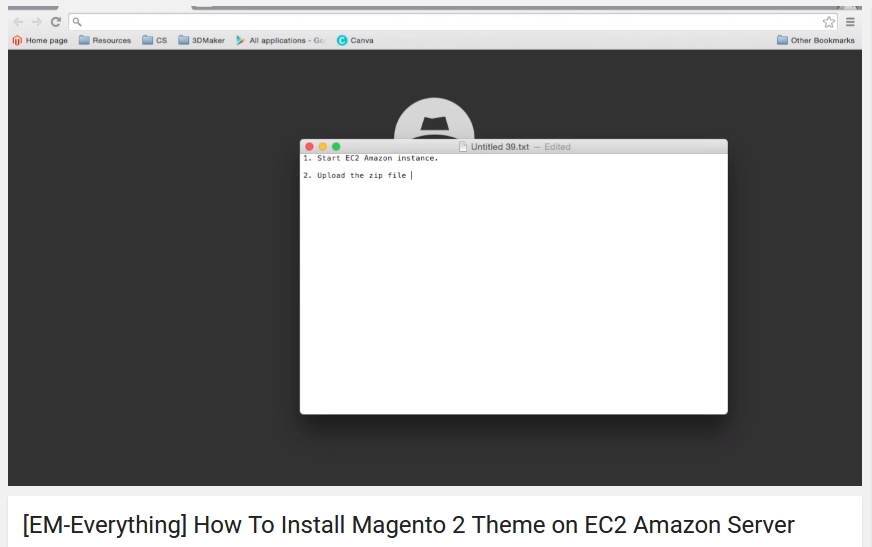 Home page Resources CS 3DMaker All applications - Go Canva Other Bookmarks
Untitled 39.txt — Edited
1. Start EC2 Amazon instance.
2. Upload the zip file
[EM-Everything] How To Install Magento 2 Theme on EC2 Amazon Server